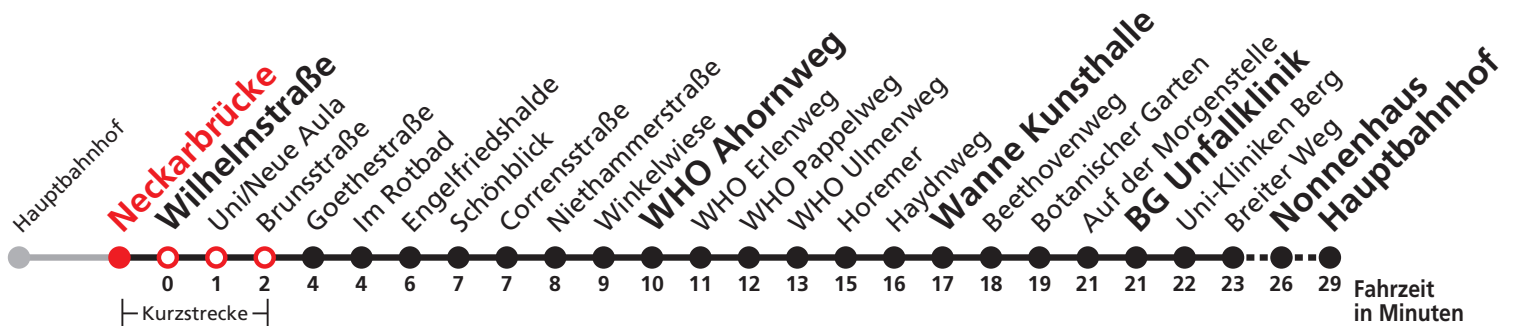 Hauptbahnhof
Neckarbrücke
Wilhelmstraße
Uni/Neue Aula
Brunsstraße
Goethestraße
Im Rotbad
Engelfriedshalde
Schönblick
Corrensstraße
Niethammerstraße
Winkelwiese
WHO Ahornweg
WHO Erlenweg
WHO Pappelweg
WHO Ulmenweg
Horemer
Haydnweg
Wanne Kunsthalle
Beethovenweg
Botanischer Garten
Auf der Morgenstelle
BG Unfallklinik
Uni-Kliniken Berg
Breiter Weg
Nonnenhaus
Hauptbahnhof
0 1 2 4 4 6 7 7 8 9 10 11 12 13 15 16 17 18 19 21 21 22 23 26 29
Fahrzeit
in Minuten
Kurzstrecke